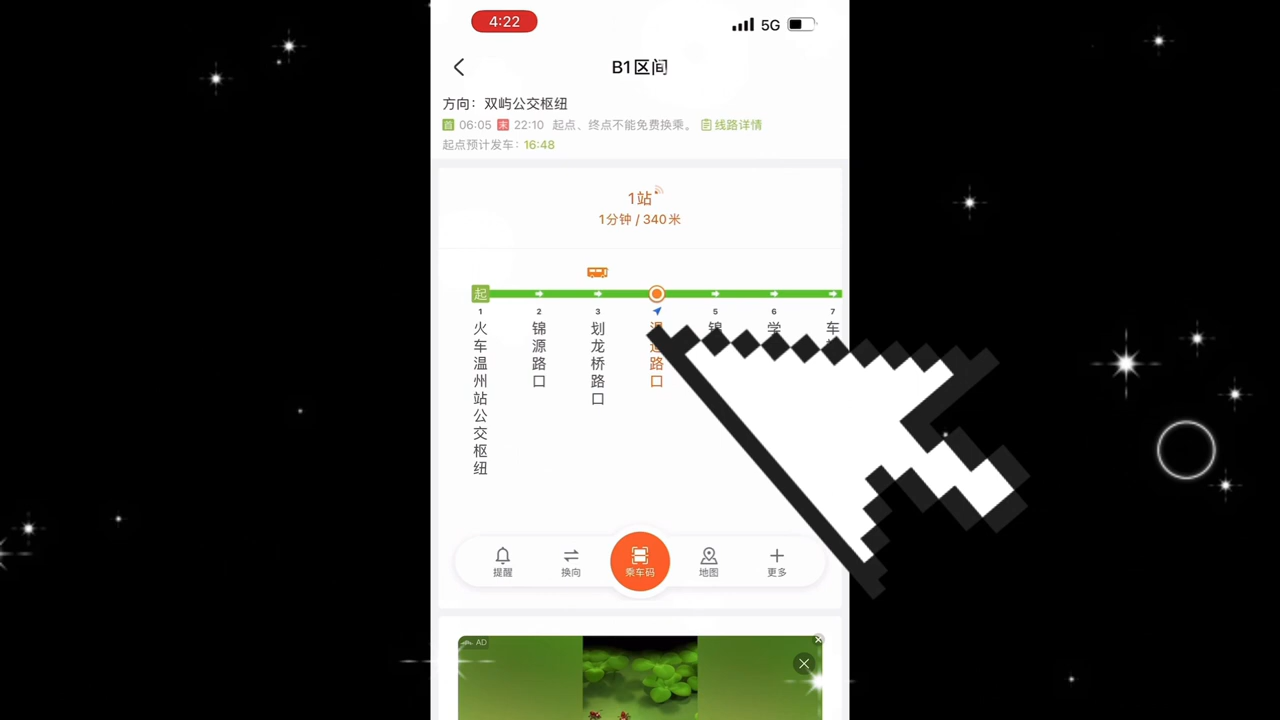 4:22
5G
B1区间
方向：双屿公交枢纽
首 06:05 末 22:10 起点、终点不能免费换乘。 线路详情
起点预计发车：16:48
1站
1分钟 / 340米
起
1 2 3 5 6 7
火车温州站公交枢纽
锦源路口
划龙桥路口
路口
锦
学
车
提醒 换向 乘车码 地图 更多
AD